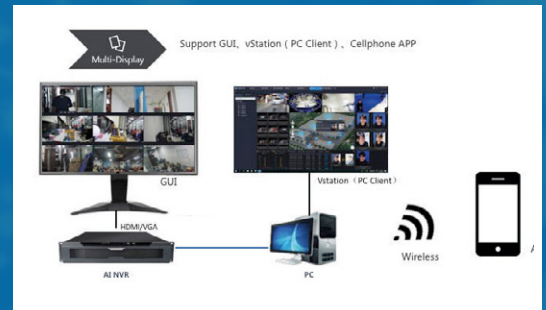 Support GUI、vStation ( PC Client ) 、Cellphone APP
Multi-Display
GUI
Vstation（PC Client）
HDMI/VGA
Wireless
AI NVR
PC